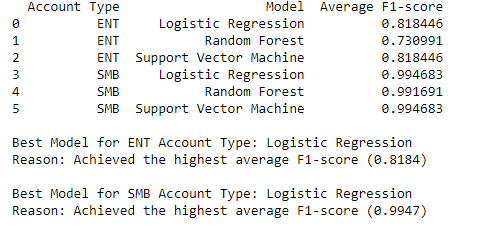 Account Type Model Average F1-score
0 ENT Logistic Regression 0.818446
1 ENT Random Forest 0.730991
2 ENT Support Vector Machine 0.818446
3 SMB Logistic Regression 0.994683
4 SMB Random Forest 0.991691
5 SMB Support Vector Machine 0.994683
Best Model for ENT Account Type: Logistic Regression
Reason: Achieved the highest average F1-score (0.8184)
Best Model for SMB Account Type: Logistic Regression
Reason: Achieved the highest average F1-score (0.9947)